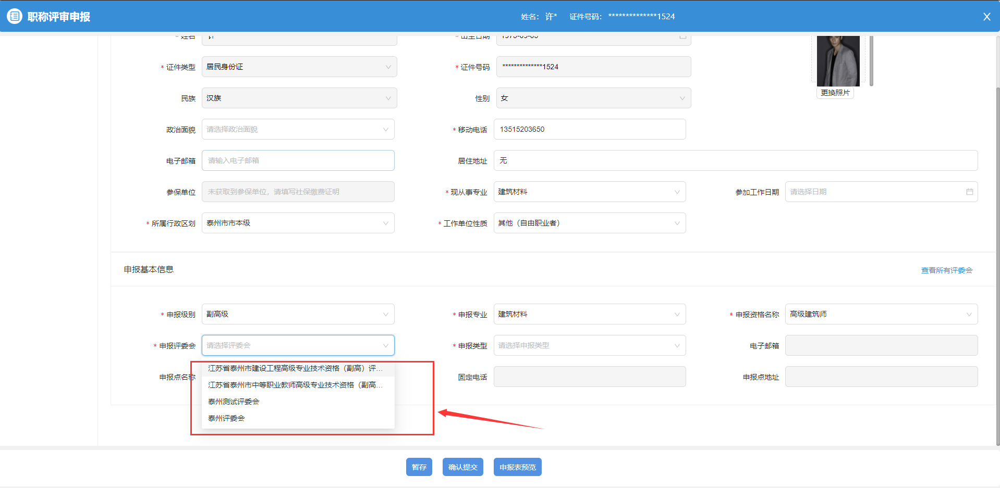 职称评审申报
姓名： 许* 证件号码： **************1524
* 姓名 许 * 出生日期
* 证件类型 居民身份证 * 证件号码 **************1524
更换照片
民族 汉族 性别 女
政治面貌 请选择政治面貌 * 移动电话 13515203650
电子邮箱 请输入电子邮箱 居住地址 无
参保单位 未获取到参保单位，请填写社保缴费证明 * 现从事专业 建筑材料 参加工作日期 请选择日期
* 所属行政区划 泰州市市本级 * 工作单位性质 其他（自由职业者）
申报基本信息 查看所有评委会
* 申报级别 副高级 * 申报专业 建筑材料 * 申报资格名称 高级建筑师
* 申报评委会 请选择评委会 * 申报类型 请选择申报类型 电子邮箱
申报点名称 固定电话 申报点地址
江苏省泰州市建设工程高级专业技术资格（副高）评...
江苏省泰州市中等职业教师高级专业技术资格（副高...
泰州测试评委会
泰州评委会
暂存 确认提交 申报表预览